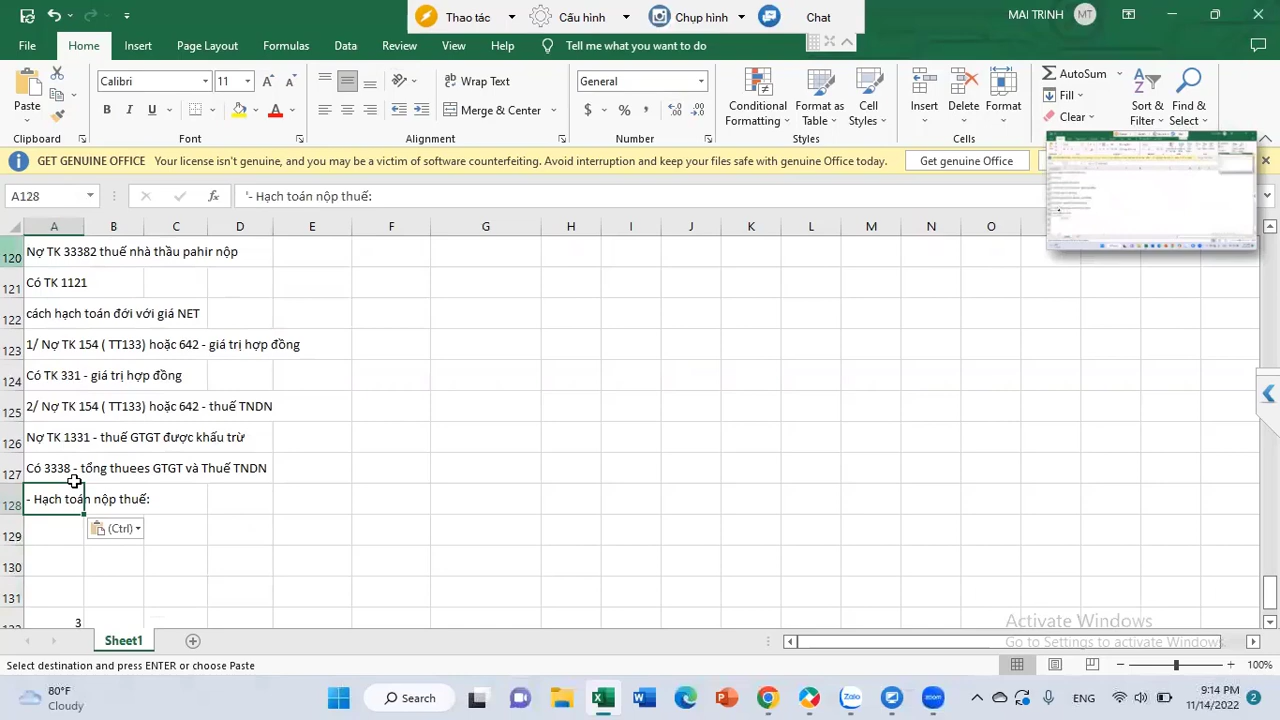 Thao tác Cấu hình Chụp hình Chat MAI TRINH MT
File Home Insert Page Layout Formulas Data Review View Help Tell me what you want to do
Paste Calibri 11 Wrap Text General Conditional Formatting Format as Table Cell Styles Insert Delete Format AutoSum Fill Clear Sort & Filter Find & Select
B I U Merge & Center $ %
Clipboard Font Alignment Number Styles Cells
GET GENUINE OFFICE Your license isn't genuine, and you may be a victim of software counterfeiting. Avoid interruption and keep your files safe with genuine Office today. Get genuine Office
A128 - Hạch toán nộp thuế:
A B C D E F G H I J K L M N O
120 Nợ TK 33382 thuế nhà thầu pahir nộp
121 Có TK 1121
122 cách hạch toán đới với giá NET
123 1/ Nợ TK 154 ( TT133) hoặc 642 - giá trị hợp đồng
124 Có TK 331 - giá trị hợp đồng
125 2/ Nợ TK 154 ( TT133) hoặc 642 - thuế TNDN
126 Nợ TK 1331 - thuế GTGT được khấu trừ
127 Có 3338 - tổng thuees GTGT và Thuế TNDN
128 - Hạch toán nộp thuế:
129 (Ctrl)
130
131
3
Activate Windows
Go to Settings to activate Windows.
Sheet1
Select destination and press ENTER or choose Paste 100%
80°F
Cloudy
Search
Zalo
zoom
ENG
9:14 PM
11/14/2022
2